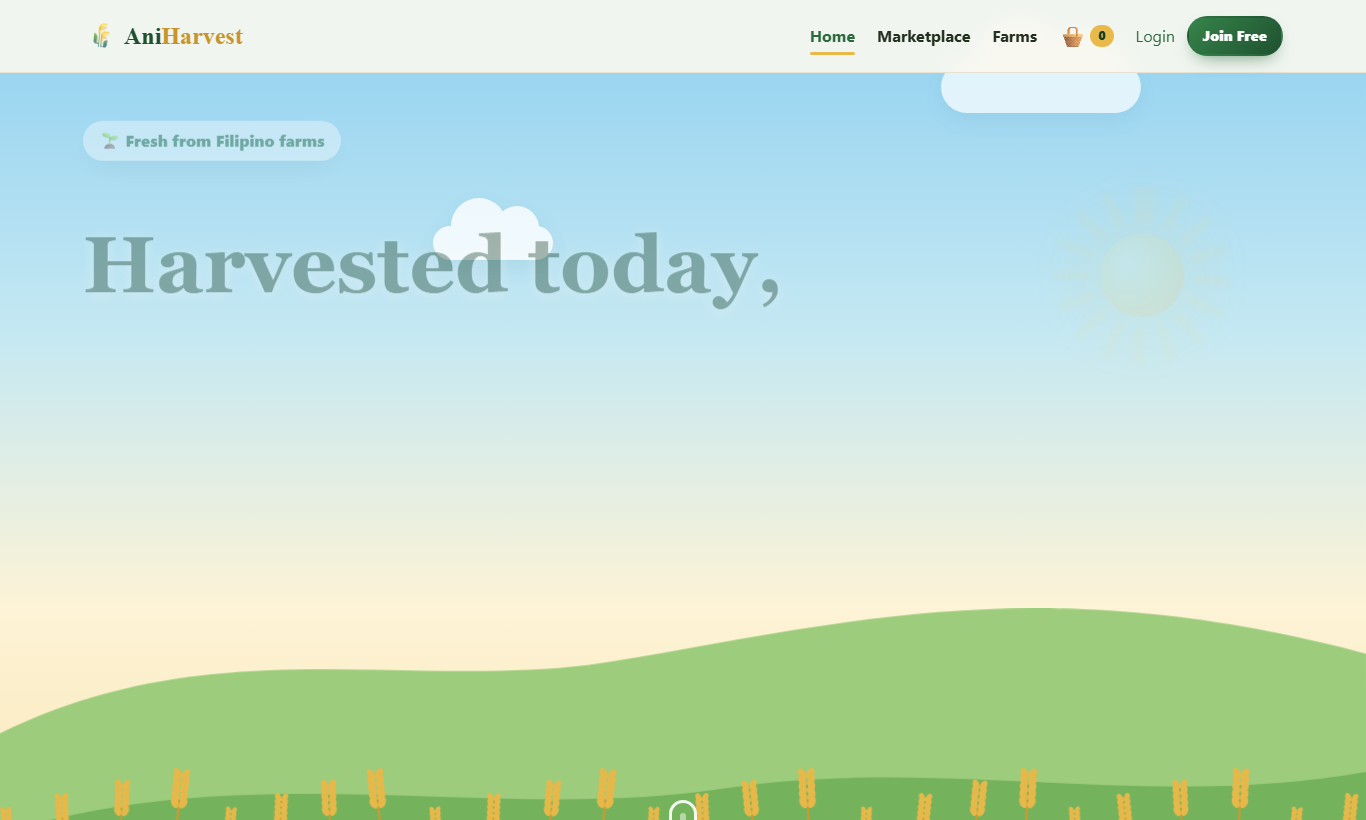 AniHarvest
Home
Marketplace
Farms
0
Login
Join Free
Fresh from Filipino farms
Harvested today,